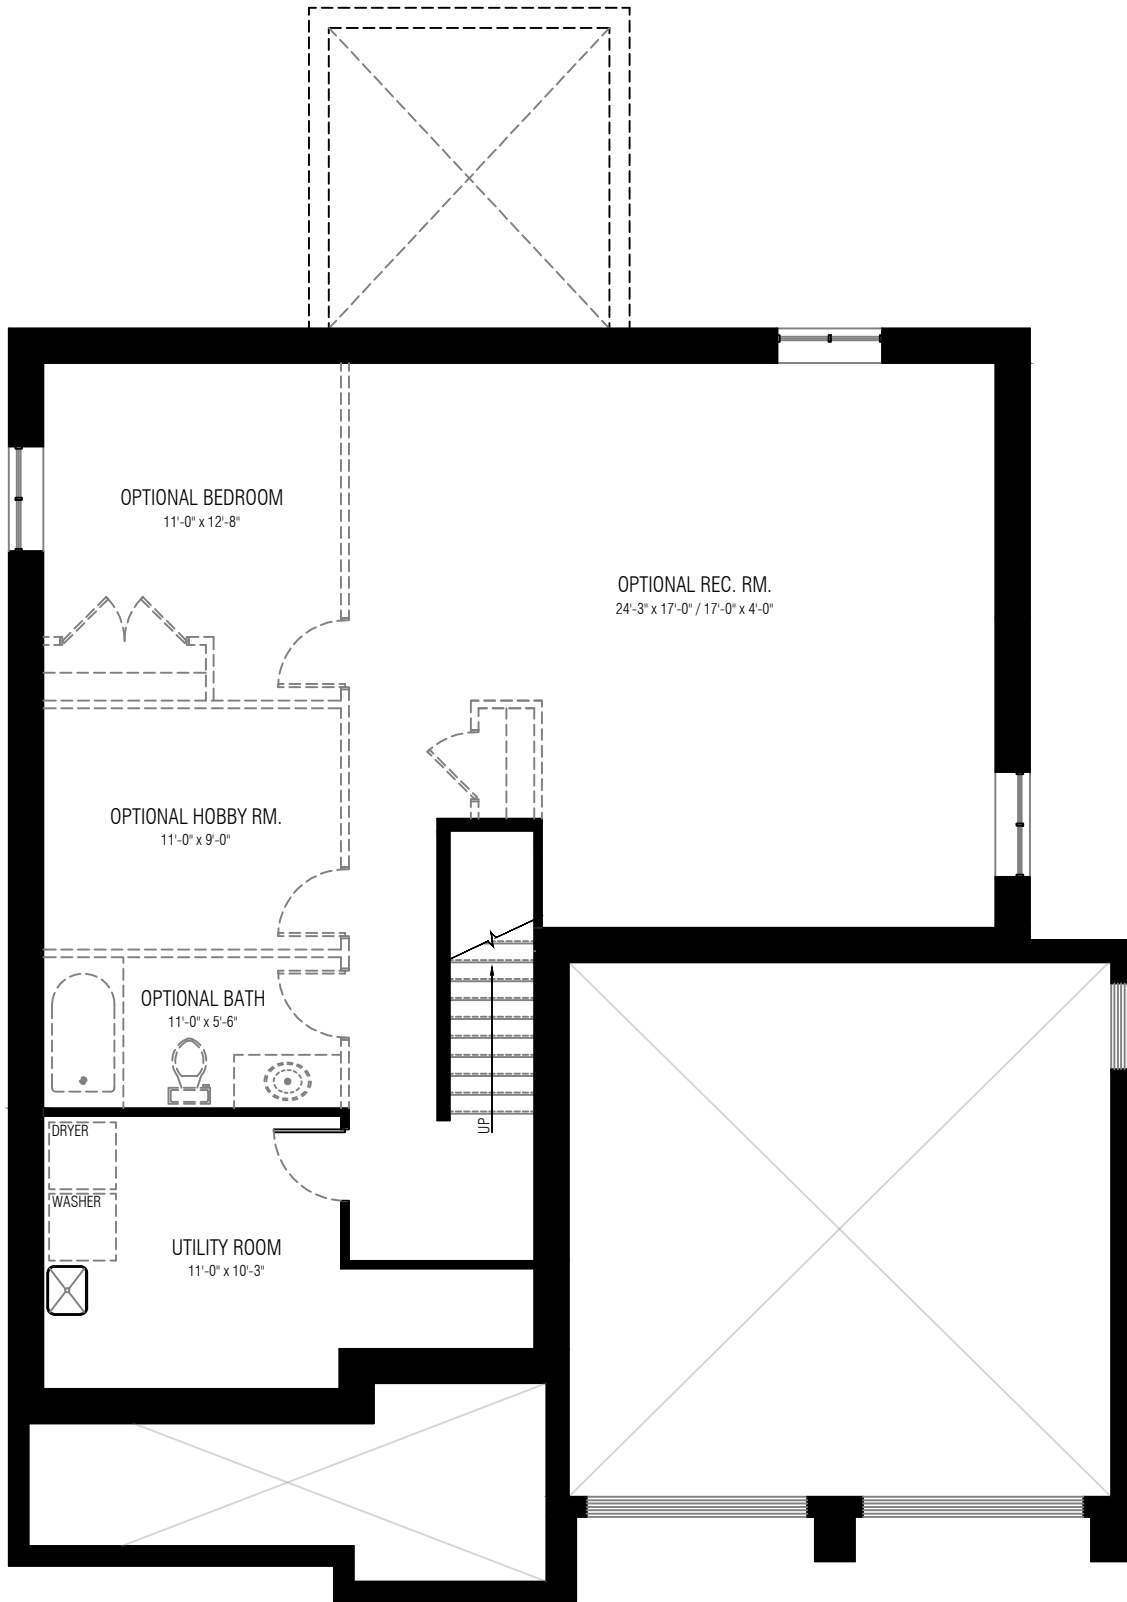 OPTIONAL BEDROOM
11'-0" x 12'-8"
OPTIONAL REC. RM.
24'-3" x 17'-0" / 17'-0" x 4'-0"
OPTIONAL HOBBY RM.
11'-0" x 9'-0"
OPTIONAL BATH
11'-0" x 5'-6"
UP
DRYER
WASHER
UTILITY ROOM
11'-0" x 10'-3"